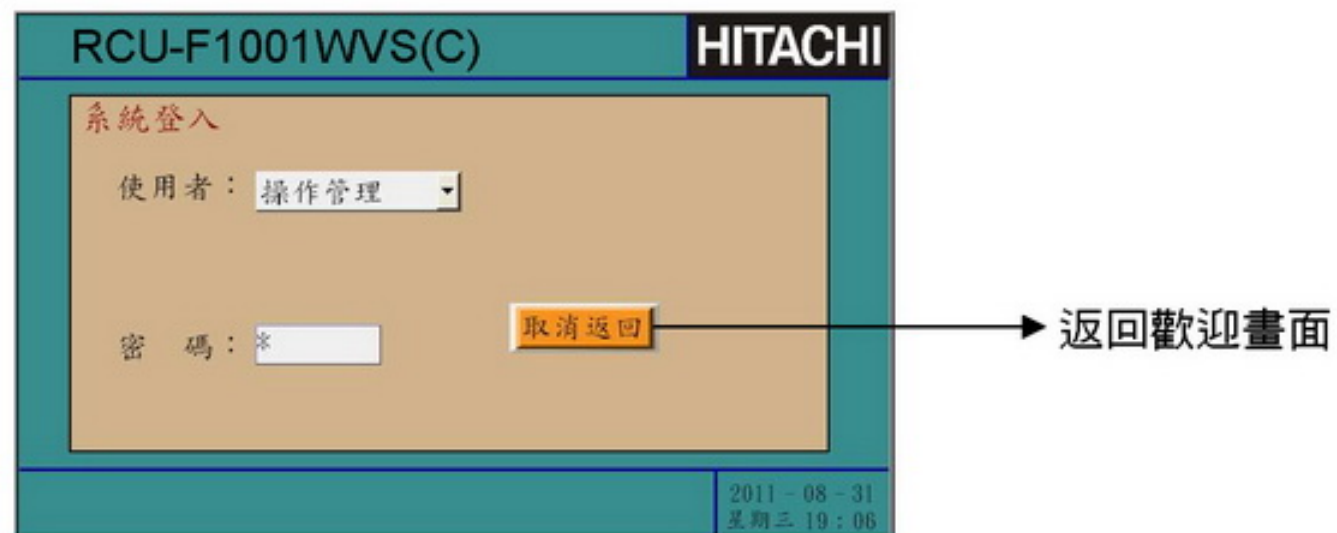 RCU-F1001WVS(C)
HITACHI
系統登入
使用者：操作管理
密 碼：*
取消返回
返回歡迎畫面
2011-08-31
星期三 19:06